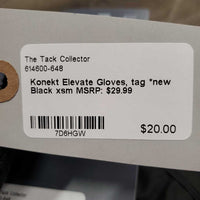 The Tack Collector
614600-648
Konekt Elevate Gloves, tag *new
Black xsm MSRP: $29.99
7D6HGW
$20.00